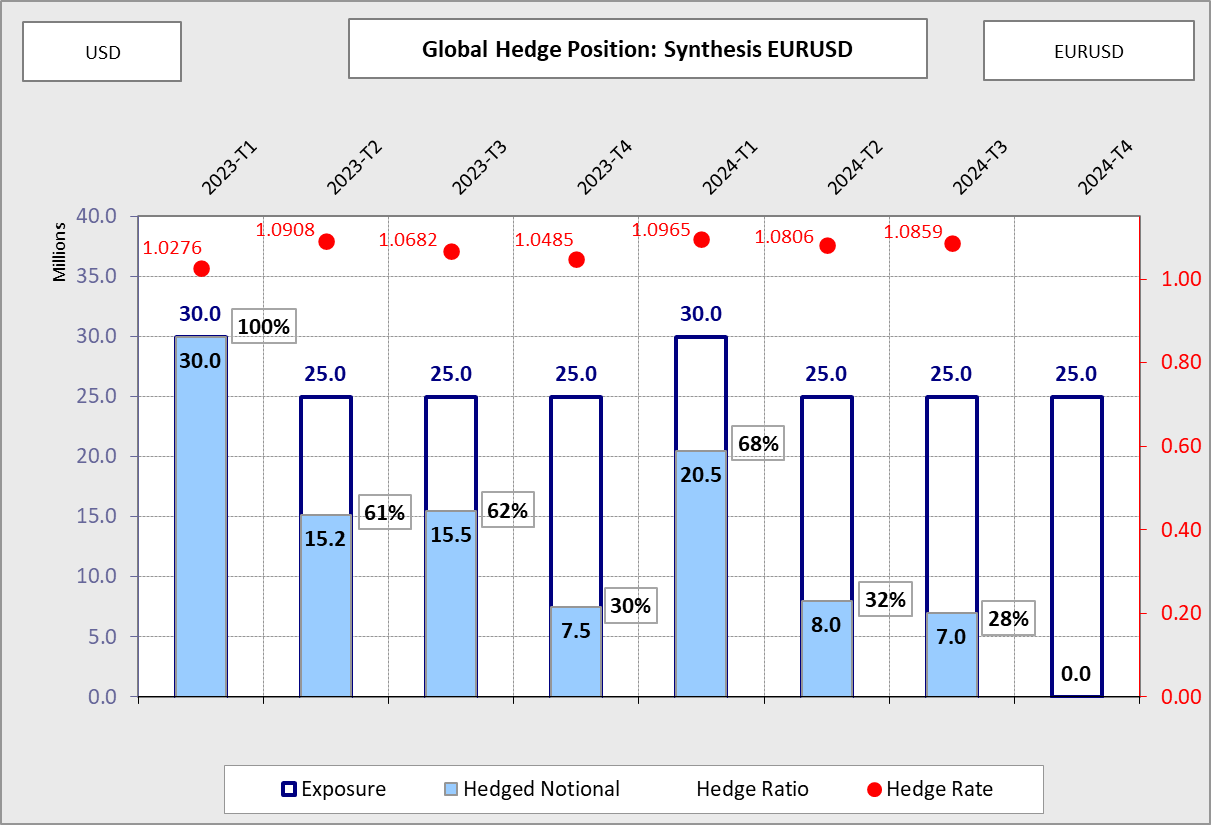 USD
Global Hedge Position: Synthesis EURUSD
EURUSD
2023-T1
2023-T2
2023-T3
2023-T4
2024-T1
2024-T2
2024-T3
2024-T4
Millions
40.0
35.0
30.0
25.0
20.0
15.0
10.0
5.0
0.0
1.0276
1.0908
1.0682
1.0485
1.0965
1.0806
1.0859
30.0
25.0
25.0
25.0
30.0
25.0
25.0
25.0
100%
61%
62%
30%
68%
32%
28%
30.0
15.2
15.5
7.5
20.5
8.0
7.0
0.0
1.00
0.80
0.60
0.40
0.20
0.00
Exposure
Hedged Notional
Hedge Ratio
Hedge Rate